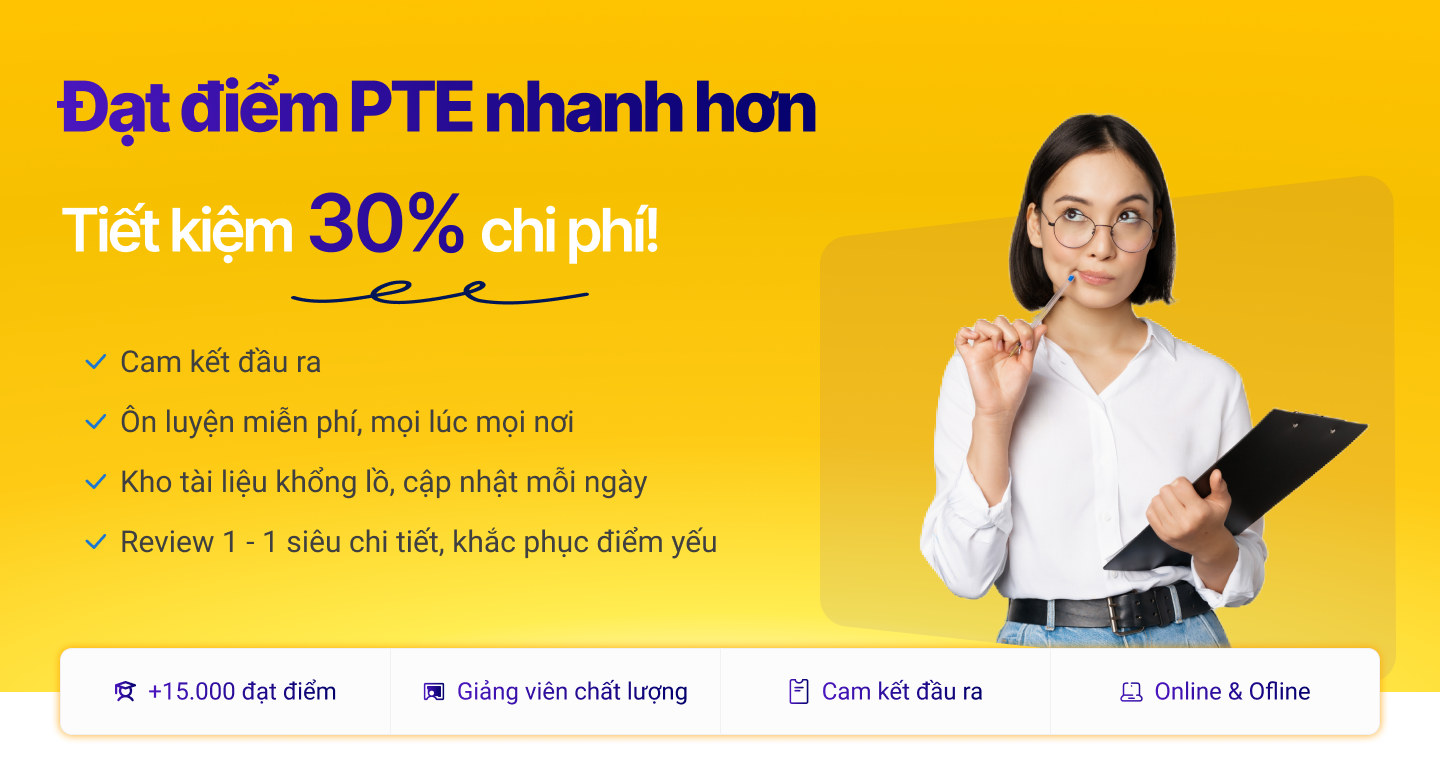 Đạt điểm PTE nhanh hơn
Tiết kiệm 30% chi phí!
Cam kết đầu ra
Ôn luyện miễn phí, mọi lúc mọi nơi
Kho tài liệu khổng lồ, cập nhật mỗi ngày
Review 1 - 1 siêu chi tiết, khắc phục điểm yếu
+15.000 đạt điểm
Giảng viên chất lượng
Cam kết đầu ra
Online & Ofline